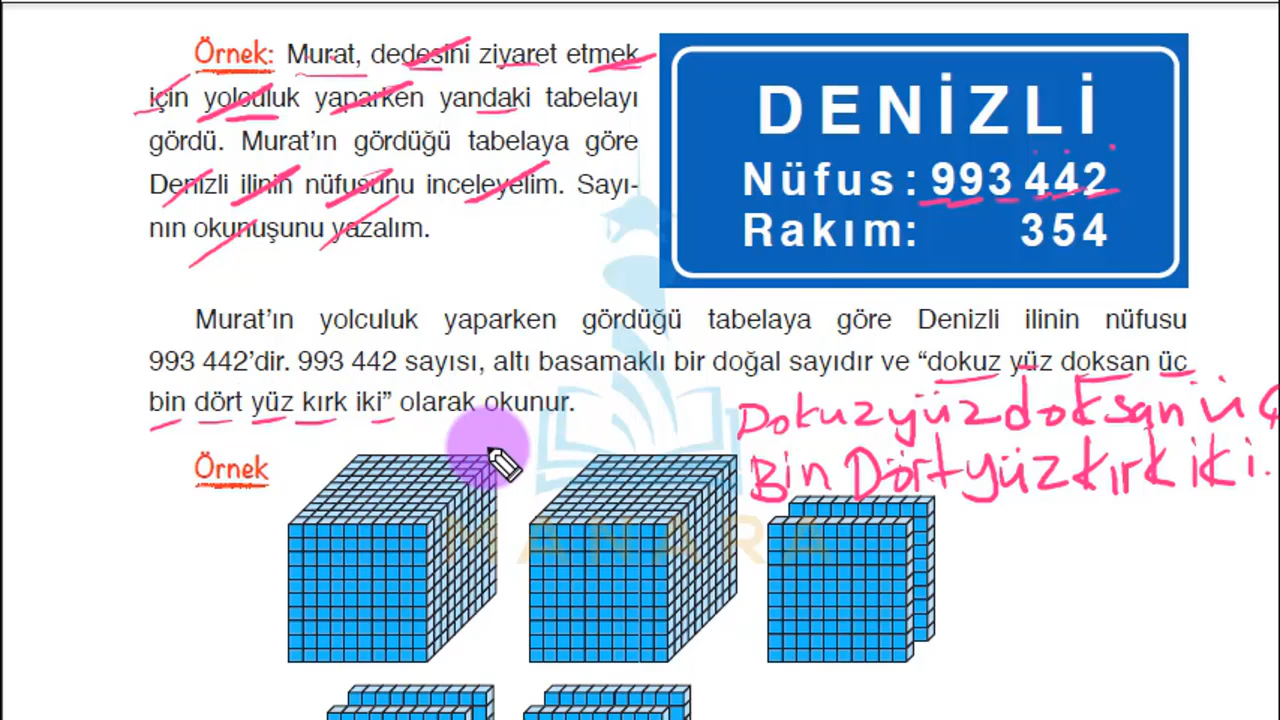 Örnek: Murat, dedesini ziyaret etmek
için yolculuk yaparken yandaki tabelayı
gördü. Murat'ın gördüğü tabelaya göre
Denizli ilinin nüfusunu inceleyelim. Sayı-
nın okunuşunu yazalım.
DENİZLİ
Nüfus: 993 442
Rakım: 354
Murat'ın yolculuk yaparken gördüğü tabelaya göre Denizli ilinin nüfusu
993 442'dir. 993 442 sayısı, altı basamaklı bir doğal sayıdır ve “dokuz yüz doksan üç
bin dört yüz kırk iki” olarak okunur.
Dokuzyüzdoksanüç
Bin Dörtyüzkırkiki.
Örnek
MANARA